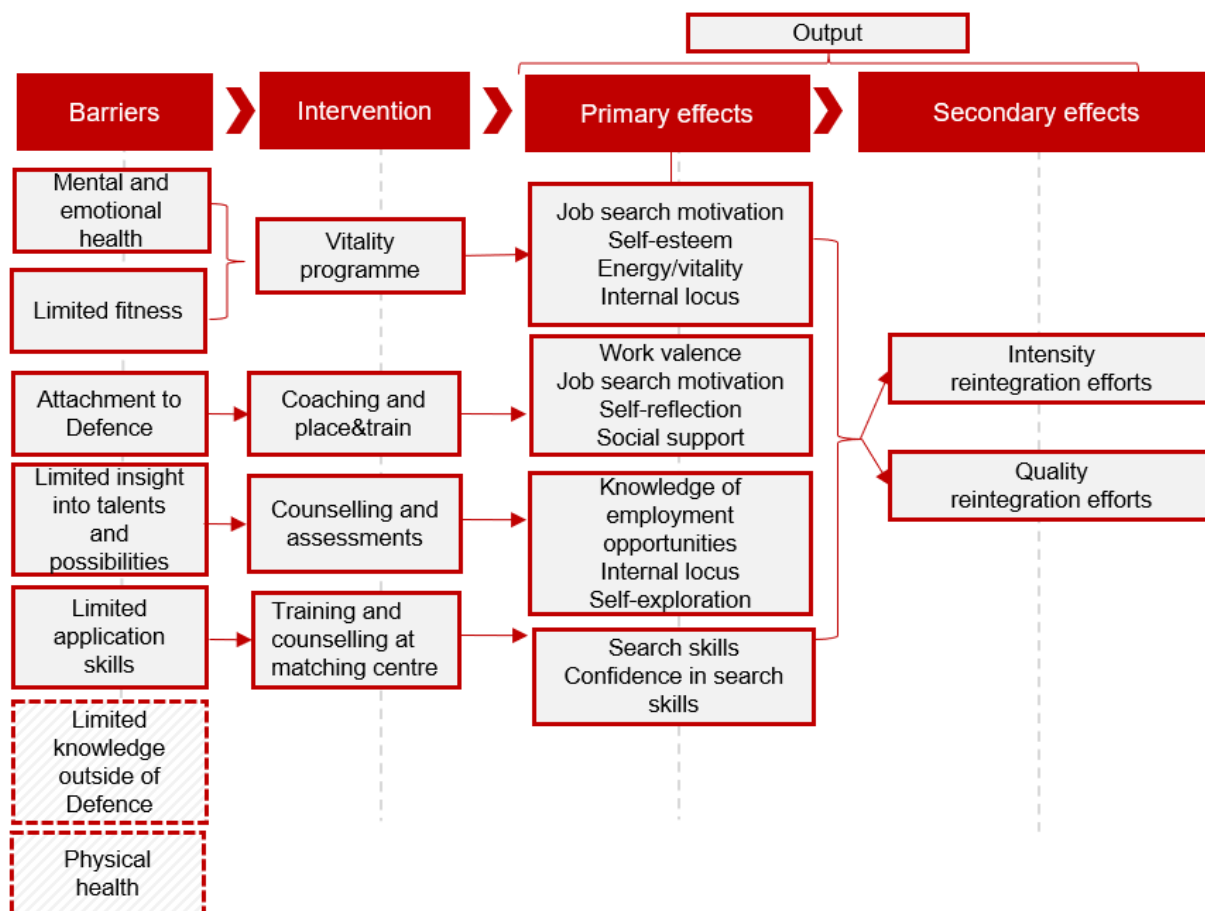 Output
Barriers
Intervention
Primary effects
Secondary effects
Mental and
emotional
health
Limited fitness
Vitality
programme
Job search motivation
Self-esteem
Energy/vitality
Internal locus
Attachment to
Defence
Coaching and
place&train
Work valence
Job search motivation
Self-reflection
Social support
Limited insight
into talents
and
possibilities
Counselling and
assessments
Knowledge of
employment
opportunities
Internal locus
Self-exploration
Limited
application
skills
Training and
counselling at
matching centre
Search skills
Confidence in search
skills
Intensity
reintegration efforts
Quality
reintegration efforts
Limited
knowledge
outside of
Defence
Physical
health